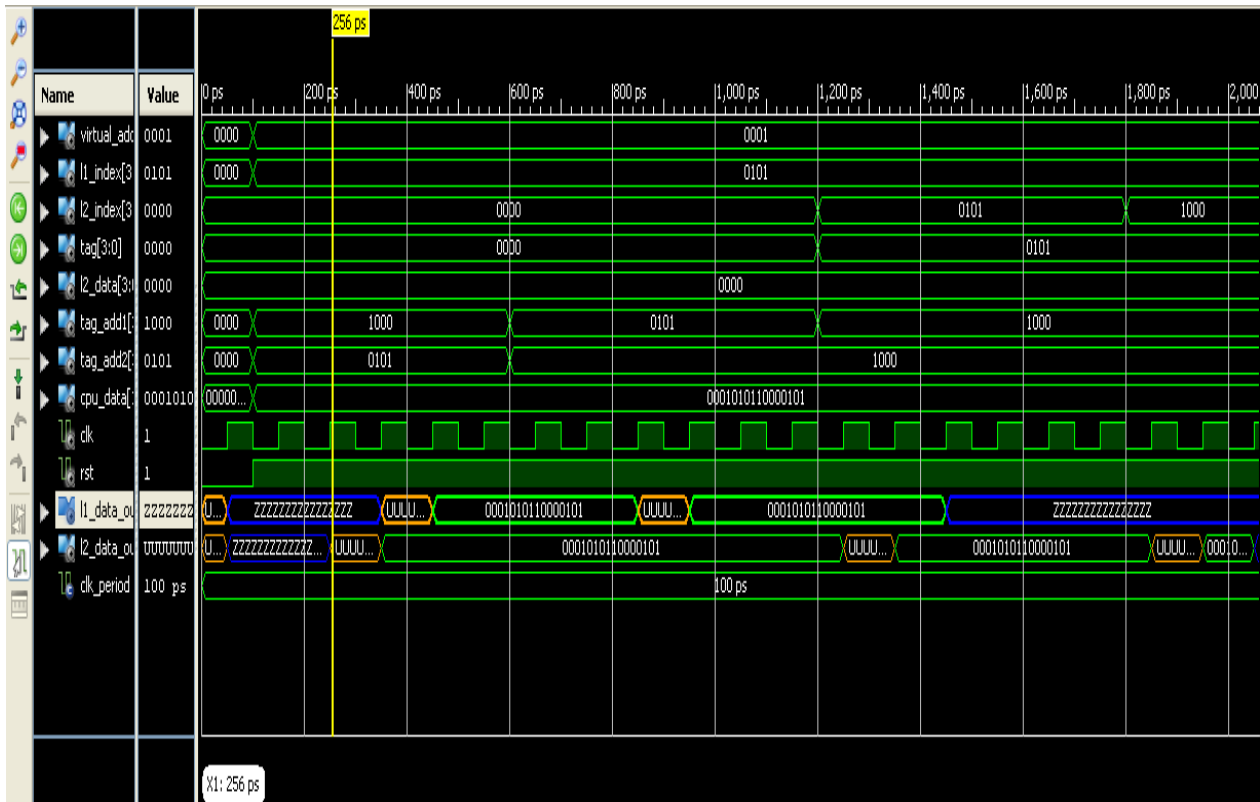 256 ps
Name Value 0 ps 200 ps 400 ps 600 ps 800 ps 1,000 ps 1,200 ps 1,400 ps 1,600 ps 1,800 ps 2,000
virtual_add 0001 0000 0001
l1_index[3 0101 0000 0101
l2_index[3 0000 0000 0101 1000
tag[3:0] 0000 0000 0101
l2_data[3: 0000 0000
tag_add1[ 1000 0000 1000 0101 1000
tag_add2[ 0101 0000 0101 1000
cpu_data[ 0001010 00000... 0001010110000101
clk 1
rst 1
l1_data_ou ZZZZZZZ U... ZZZZZZZZZZZZZZZZ UUUU... 0001010110000101 UUUU... 0001010110000101 ZZZZZZZZZZZZZZZZ
l2_data_ou UUUUUUU U... ZZZZZZZZZZZZZ... UUUU... 0001010110000101 UUUU... 0001010110000101 UUUU... 00010...
clk_period 100 ps 100 ps
X1: 256 ps